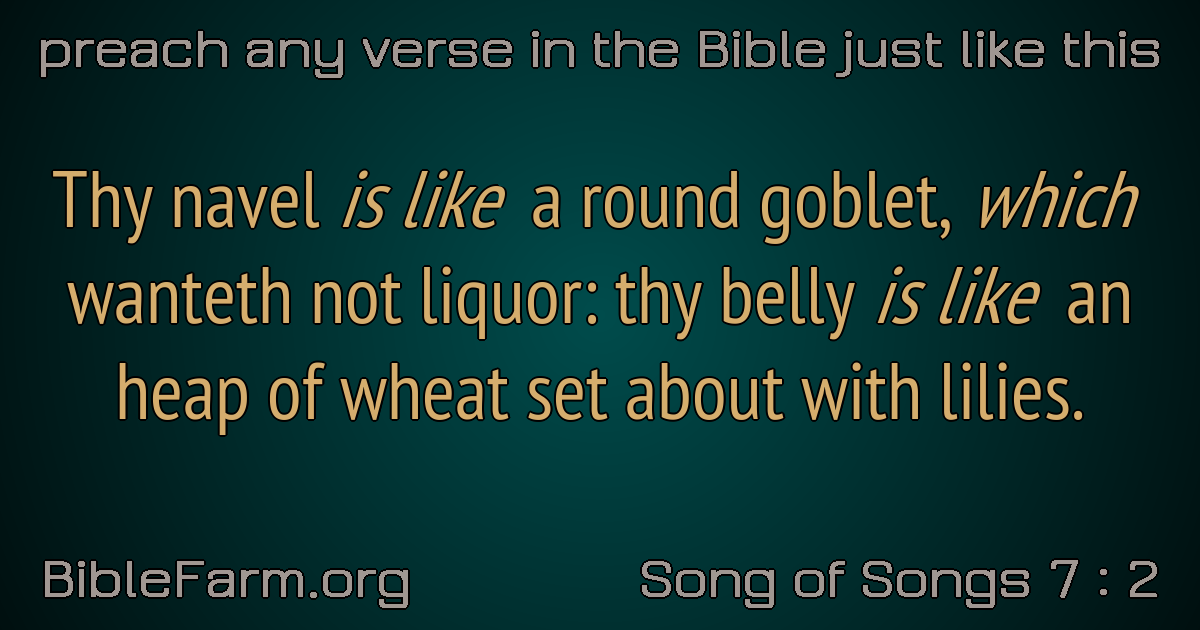 preach any verse in the Bible just like this
Thy navel is like a round goblet, which
wanteth not liquor: thy belly is like an
heap of wheat set about with lilies.
BibleFarm.org
Song of Songs 7 : 2